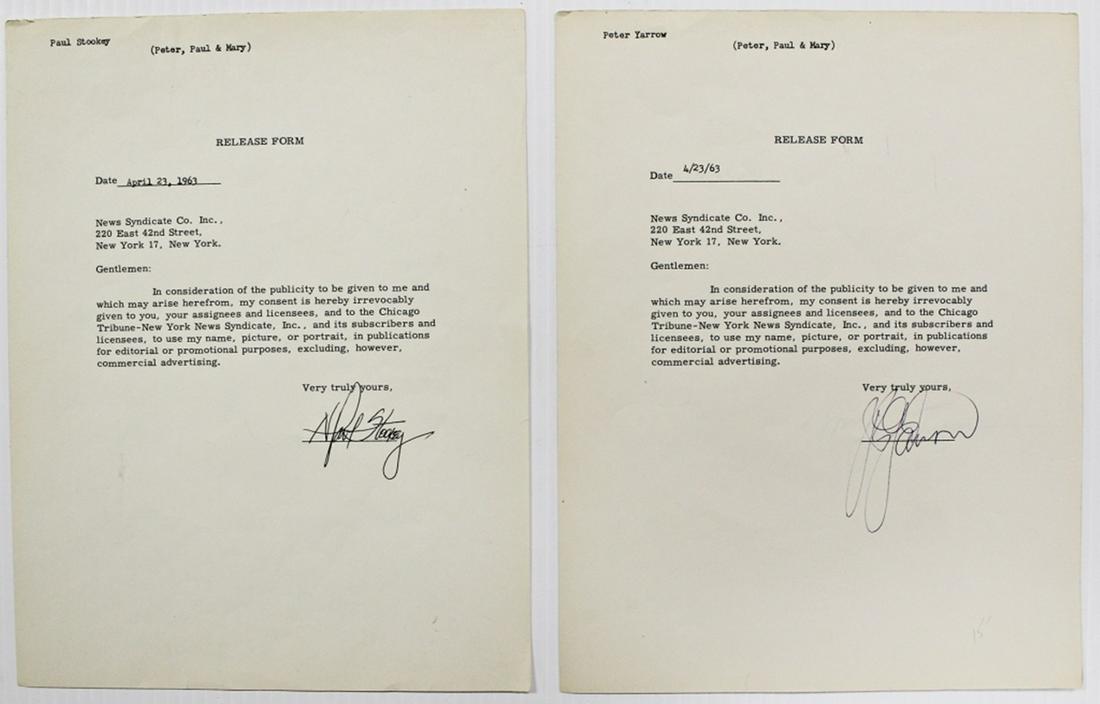 Paul Stookey
(Peter, Paul & Mary)
RELEASE FORM
Date April 23, 1963
News Syndicate Co. Inc.,
220 East 42nd Street,
New York 17, New York.
Gentlemen:
In consideration of the publicity to be given to me and
which may arise herefrom, my consent is hereby irrevocably
given to you, your assignees and licensees, and to the Chicago
Tribune-New York News Syndicate, Inc., and its subscribers and
licensees, to use my name, picture, or portrait, in publications
for editorial or promotional purposes, excluding, however,
commercial advertising.
Very truly yours,
Noel Stookey
Peter Yarrow
(Peter, Paul & Mary)
RELEASE FORM
Date 4/23/63
News Syndicate Co. Inc.,
220 East 42nd Street,
New York 17, New York.
Gentlemen:
In consideration of the publicity to be given to me and
which may arise herefrom, my consent is hereby irrevocably
given to you, your assignees and licensees, and to the Chicago
Tribune-New York News Syndicate, Inc., and its subscribers and
licensees, to use my name, picture, or portrait, in publications
for editorial or promotional purposes, excluding, however,
commercial advertising.
Very truly yours,